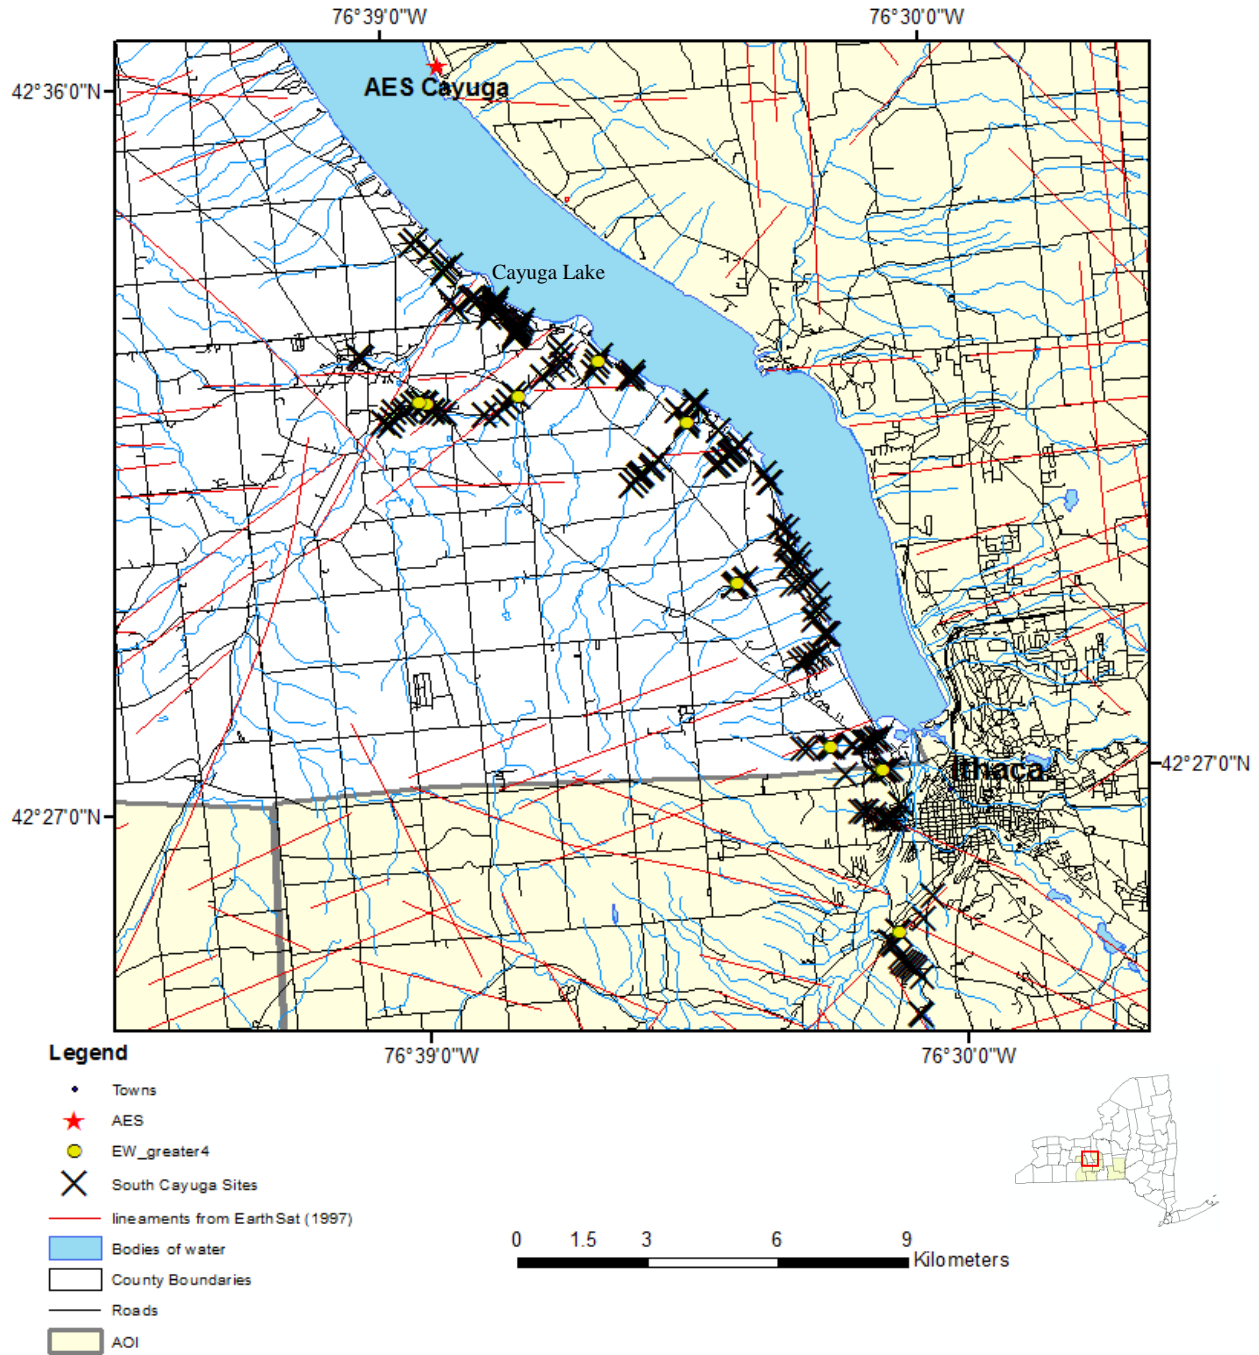 76°39'0"W
76°30'0"W
42°36'0"N
AES Cayuga
Cayuga Lake
Ithaca
42°27'0"N
42°27'0"N
76°39'0"W
76°30'0"W
Legend
Towns
AES
EW_greater4
South Cayuga Sites
lineaments from EarthSat (1997)
Bodies of water
County Boundaries
Roads
AOI
0 1.5 3 6 9
Kilometers